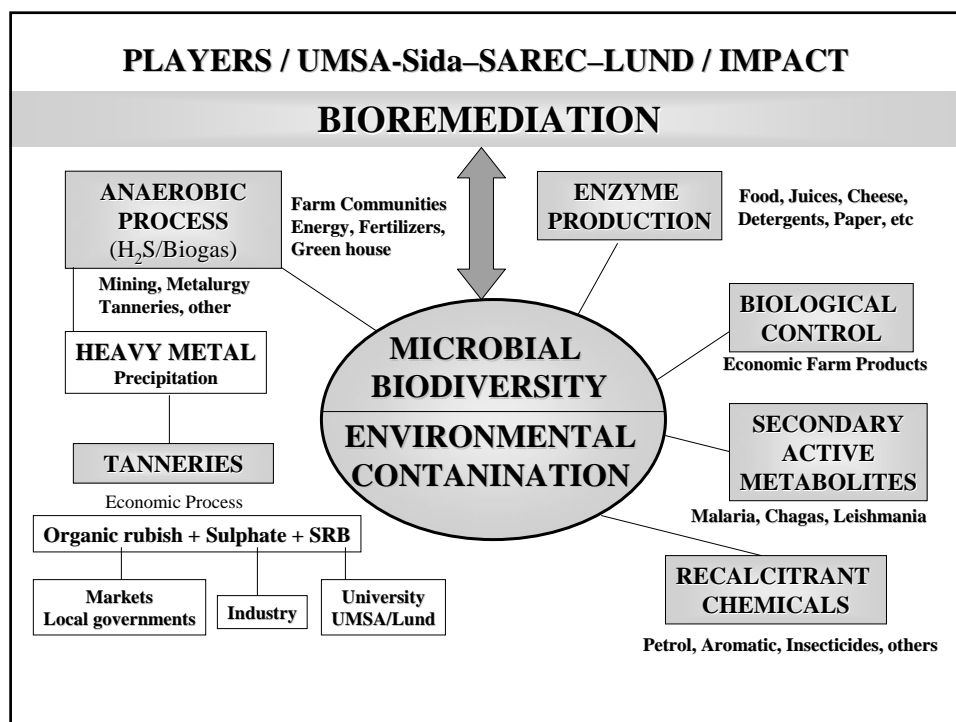 PLAYERS / UMSA-Sida–SAREC–LUND / IMPACT
BIOREMEDIATION
ANAEROBIC
PROCESS
(H₂S/Biogas)
Farm Communities
Energy, Fertilizers,
Green house
ENZYME
PRODUCTION
Food, Juices, Cheese,
Detergents, Paper, etc
Mining, Metalurgy
Tanneries, other
HEAVY METAL
Precipitation
MICROBIAL
BIODIVERSITY
ENVIRONMENTAL
CONTANINATION
BIOLOGICAL
CONTROL
Economic Farm Products
TANNERIES
Economic Process
SECONDARY
ACTIVE
METABOLITES
Malaria, Chagas, Leishmania
Organic rubish + Sulphate + SRB
Markets
Local governments
Industry
University
UMSA/Lund
RECALCITRANT
CHEMICALS
Petrol, Aromatic, Insecticides, others